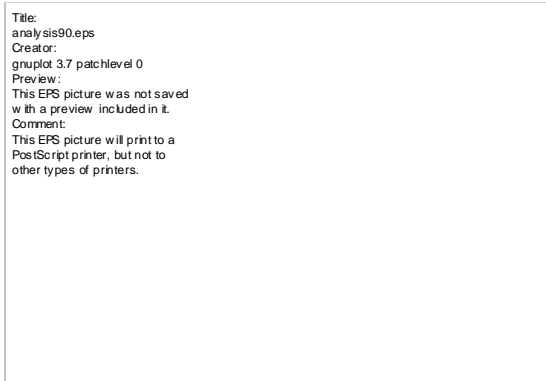 Title:
analysis90.eps
Creator:
gnuplot 3.7 patchlevel 0
Preview:
This EPS picture was not saved
with a preview included in it.
Comment:
This EPS picture will print to a
PostScript printer, but not to
other types of printers.